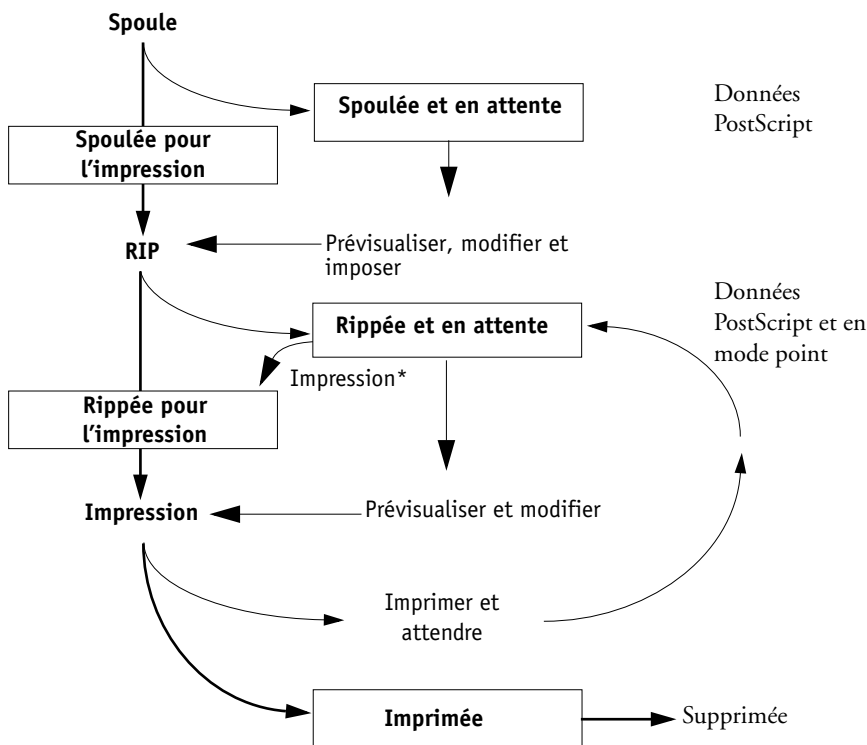 Spoule
Spoulée et en attente
Données
PostScript
Spoulée pour
l'impression
RIP
Prévisualiser, modifier et
imposer
Données
PostScript et en
mode point
Rippée et en attente
Impression*
Rippée pour
l'impression
Impression
Prévisualiser et modifier
Imprimer et
attendre
Imprimée
Supprimée